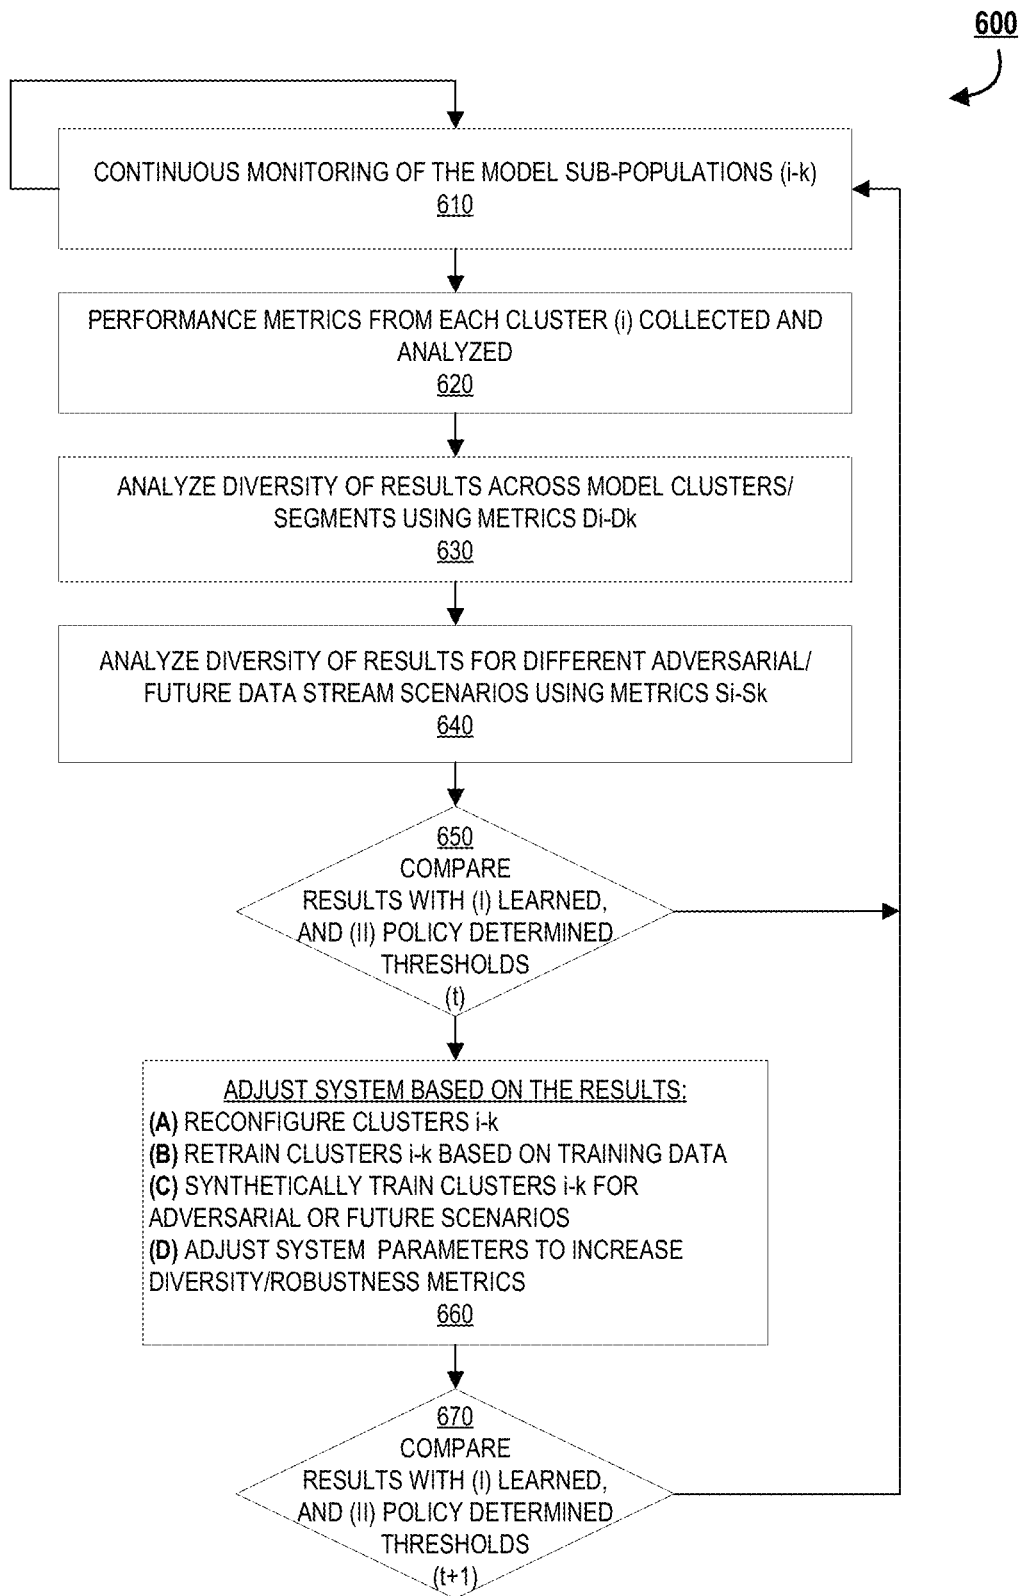 600
CONTINUOUS MONITORING OF THE MODEL SUB-POPULATIONS (i-k)
610
PERFORMANCE METRICS FROM EACH CLUSTER (i) COLLECTED AND
ANALYZED
620
ANALYZE DIVERSITY OF RESULTS ACROSS MODEL CLUSTERS/
SEGMENTS USING METRICS Di-Dk
630
ANALYZE DIVERSITY OF RESULTS FOR DIFFERENT ADVERSARIAL/
FUTURE DATA STREAM SCENARIOS USING METRICS Si-Sk
640
650
COMPARE
RESULTS WITH (I) LEARNED,
AND (II) POLICY DETERMINED
THRESHOLDS
(t)
ADJUST SYSTEM BASED ON THE RESULTS:
(A) RECONFIGURE CLUSTERS i-k
(B) RETRAIN CLUSTERS i-k BASED ON TRAINING DATA
(C) SYNTHETICALLY TRAIN CLUSTERS i-k FOR
ADVERSARIAL OR FUTURE SCENARIOS
(D) ADJUST SYSTEM PARAMETERS TO INCREASE
DIVERSITY/ROBUSTNESS METRICS
660
670
COMPARE
RESULTS WITH (I) LEARNED,
AND (II) POLICY DETERMINED
THRESHOLDS
(t+1)